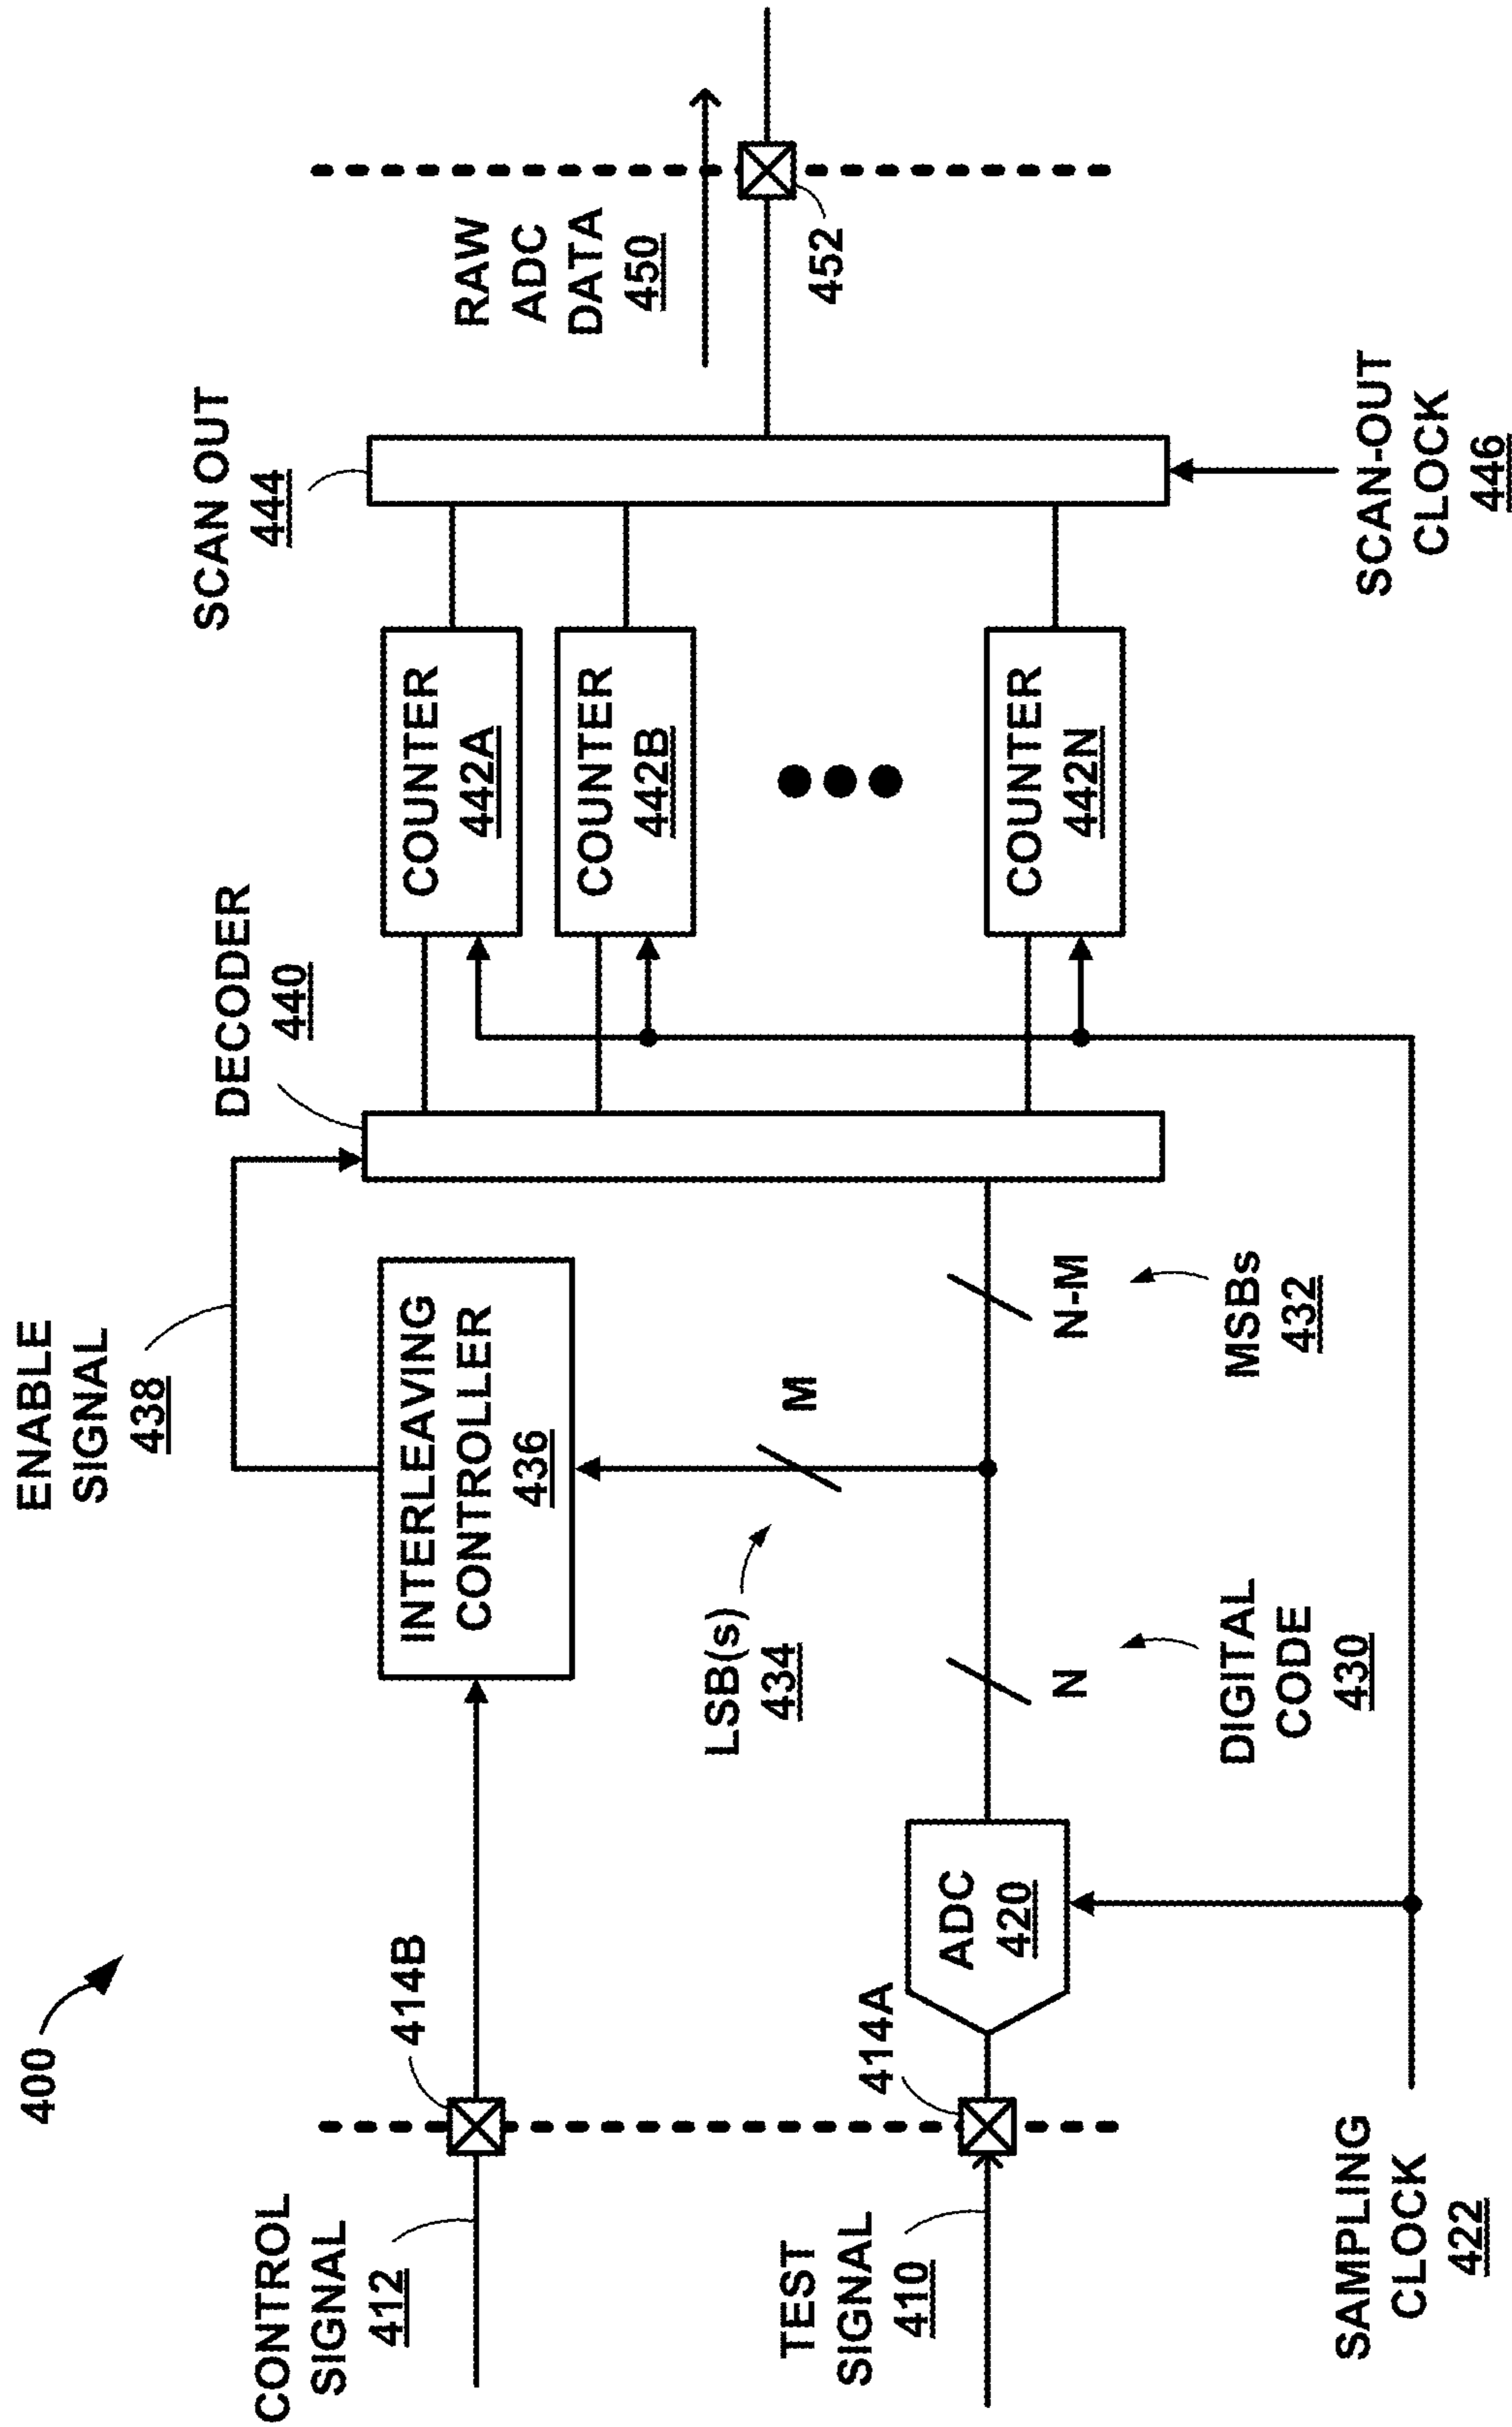 400
ENABLE
SIGNAL
438
DECODER
440
SCAN OUT
444
RAW
ADC
DATA
450
452
CONTROL
SIGNAL
412
414B
INTERLEAVING
CONTROLLER
436
COUNTER
442A
COUNTER
442B
COUNTER
442N
LSB(s)
434
M
TEST
SIGNAL
410
414A
ADC
420
N
DIGITAL
CODE
430
N-M
MSBs
432
SAMPLING
CLOCK
422
SCAN-OUT
CLOCK
446